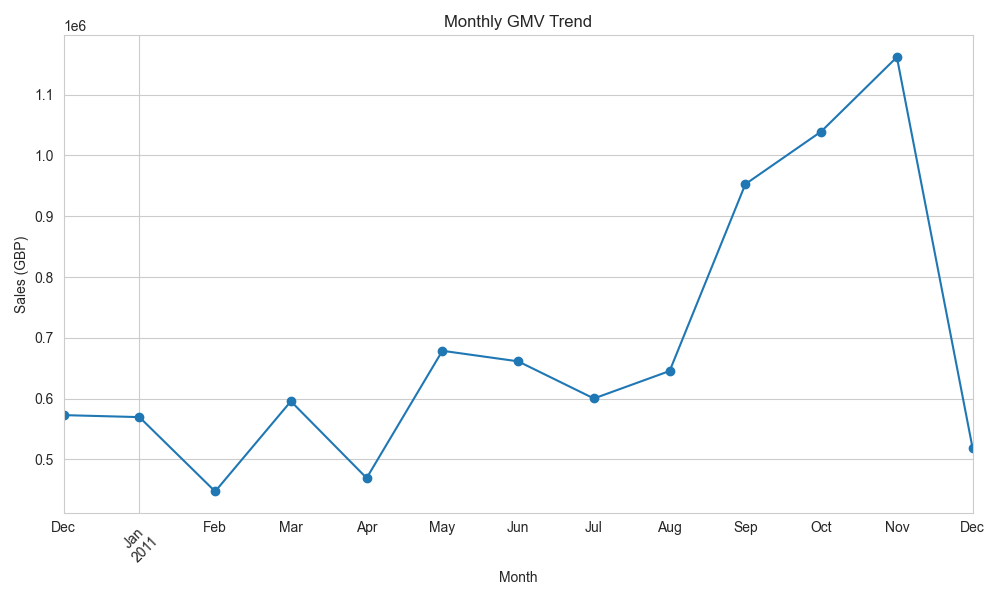 Monthly GMV Trend
1e6
1.1
1.0
0.9
0.8
0.7
0.6
0.5
Sales (GBP)
Dec Jan Feb Mar Apr May Jun Jul Aug Sep Oct Nov Dec
2011
Month